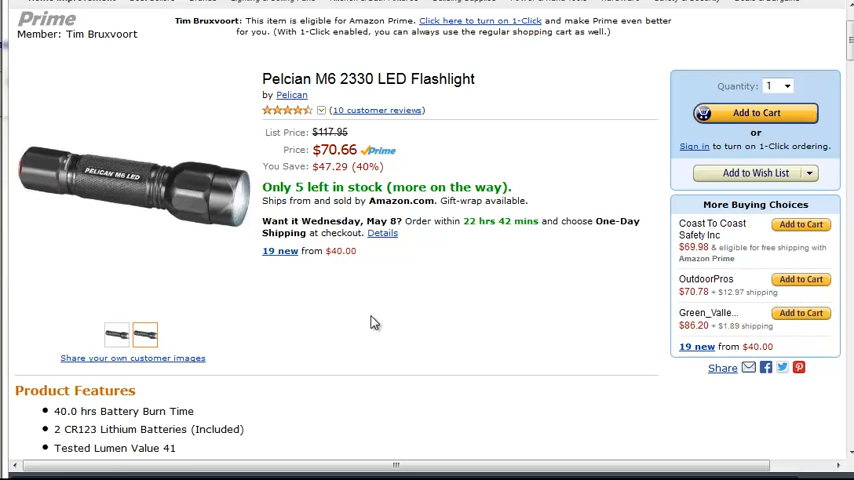 Prime
Member: Tim Bruxvoort
Tim Bruxvoort: This item is eligible for Amazon Prime. Click here to turn on 1-Click and make Prime even better
for you. (With 1-Click enabled, you can always use the regular shopping cart as well.)
PELICAN M6 LED
Pelcian M6 2330 LED Flashlight
by Pelican
(10 customer reviews)
List Price: $117.95
Price: $70.66 Prime
You Save: $47.29 (40%)
Only 5 left in stock (more on the way).
Ships from and sold by Amazon.com. Gift-wrap available.
Want it Wednesday, May 8? Order within 22 hrs 42 mins and choose One-Day
Shipping at checkout. Details
19 new from $40.00
Share your own customer images
Quantity: 1
Add to Cart
or
Sign in to turn on 1-Click ordering.
Add to Wish List
More Buying Choices
Coast To Coast
Safety Inc
Add to Cart
$69.98 & eligible for free shipping with
Amazon Prime
OutdoorPros
Add to Cart
$70.78 + $12.97 shipping
Green_Valle...
Add to Cart
$86.20 + $1.89 shipping
19 new from $40.00
Share
Product Features
40.0 hrs Battery Burn Time
2 CR123 Lithium Batteries (Included)
Tested Lumen Value 41